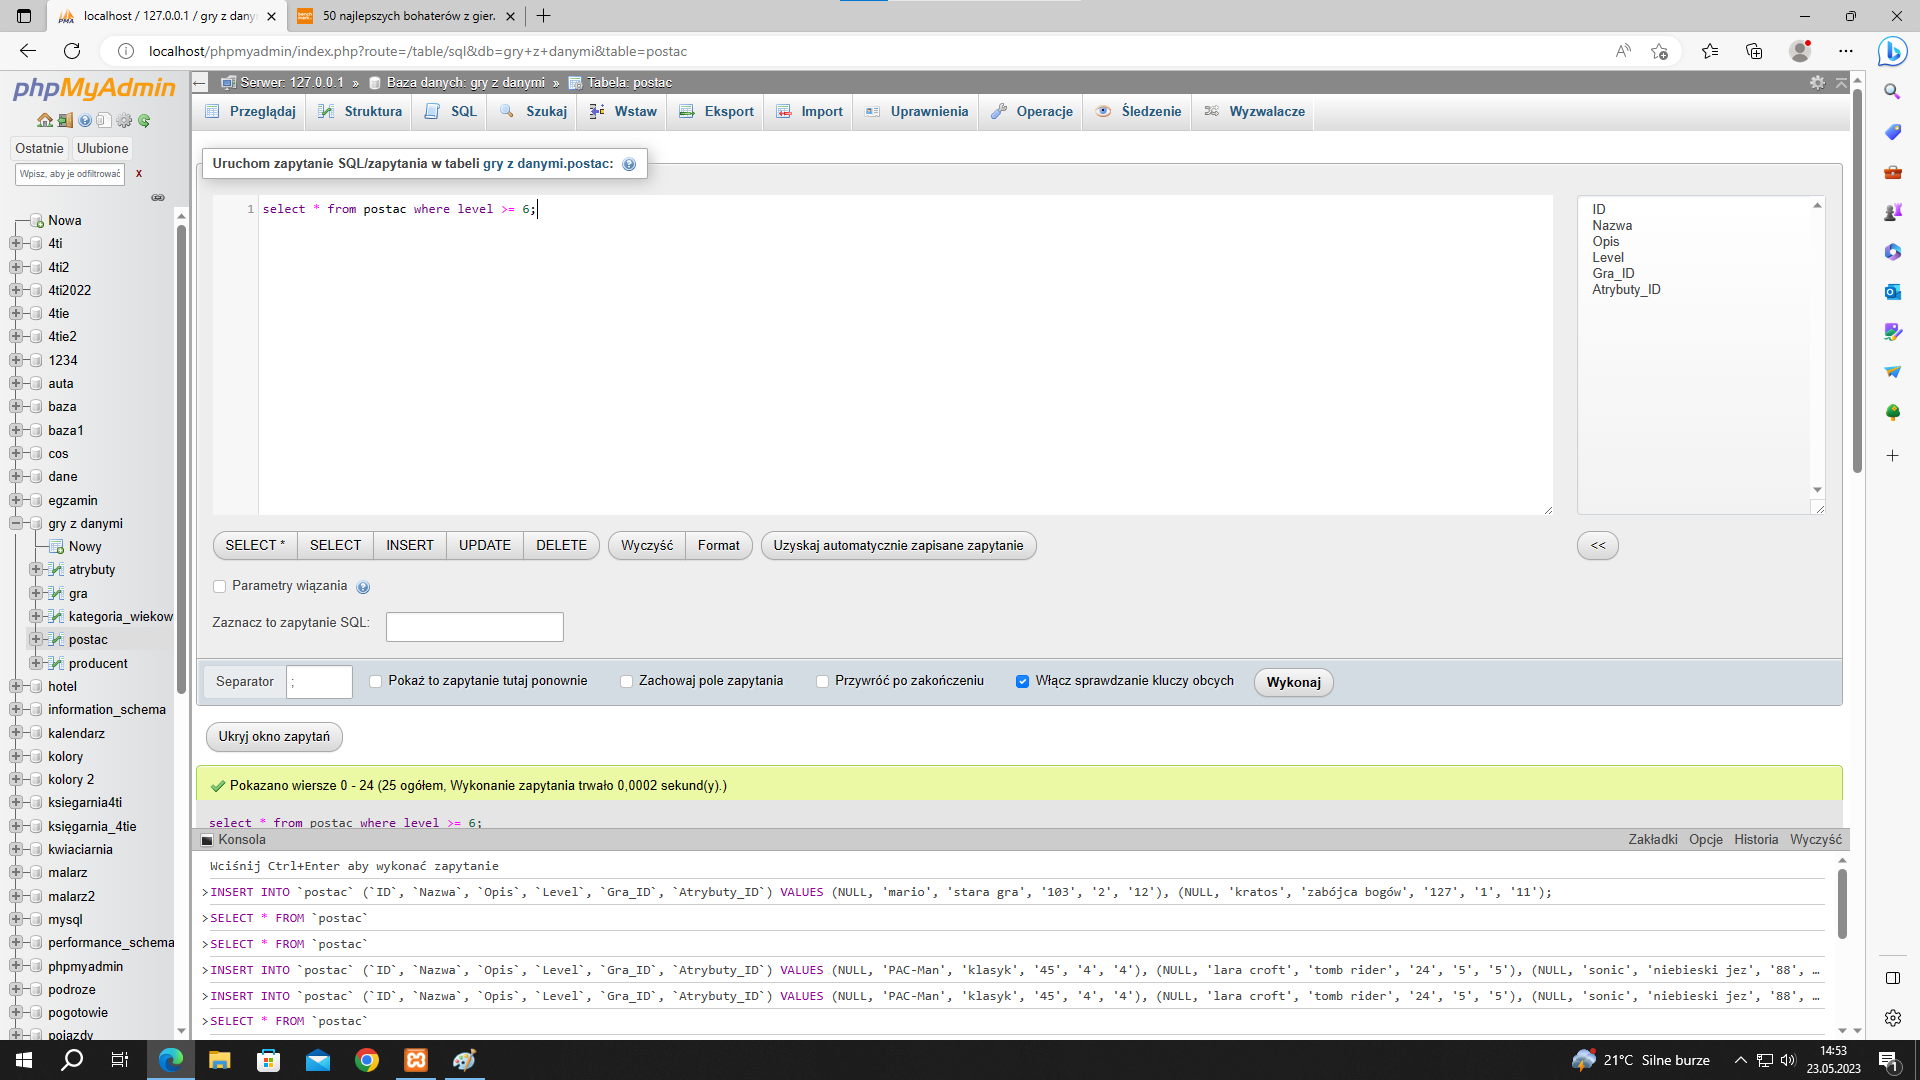 localhost / 127.0.0.1 / gry z dany
50 najlepszych bohaterów z gier.
localhost/phpmyadmin/index.php?route=/table/sql&db=gry+z+danymi&table=postac
phpMyAdmin
Ostatnie
Ulubione
Wpisz, aby je odfiltrować
X
Nowa
4ti
4ti2
4ti2022
4tie
4tie2
1234
auta
baza
baza1
cos
dane
egzamin
gry z danymi
Nowy
atrybuty
gra
kategoria_wiekow
postac
producent
hotel
information_schema
kalendarz
kolory
kolory 2
ksiegarnia4ti
księgarnia_4tie
kwiaciarnia
malarz
malarz2
mysql
performance_schema
phpmyadmin
podroze
pogotowie
pojazdy
Serwer: 127.0.0.1 » Baza danych: gry z danymi » Tabela: postac
Przeglądaj
Struktura
SQL
Szukaj
Wstaw
Eksport
Import
Uprawnienia
Operacje
Śledzenie
Wyzwalacze
Uruchom zapytanie SQL/zapytania w tabeli gry z danymi.postac:
1 select * from postac where level >= 6;
ID
Nazwa
Opis
Level
Gra_ID
Atrybuty_ID
SELECT *
SELECT
INSERT
UPDATE
DELETE
Wyczyść
Format
Uzyskaj automatycznie zapisane zapytanie
<<
Parametry wiązania
Zaznacz to zapytanie SQL:
Separator
;
Pokaż to zapytanie tutaj ponownie
Zachowaj pole zapytania
Przywróć po zakończeniu
Włącz sprawdzanie kluczy obcych
Wykonaj
Ukryj okno zapytań
Pokazano wiersze 0 - 24 (25 ogółem, Wykonanie zapytania trwało 0,0002 sekund(y).)
select * from postac where level >= 6;
Konsola
Zakładki
Opcje
Historia
Wyczyść
Wciśnij Ctrl+Enter aby wykonać zapytanie
>INSERT INTO `postac` (`ID`, `Nazwa`, `Opis`, `Level`, `Gra_ID`, `Atrybuty_ID`) VALUES (NULL, 'mario', 'stara gra', '103', '2', '12'), (NULL, 'kratos', 'zabójca bogów', '127', '1', '11');
>SELECT * FROM `postac`
>SELECT * FROM `postac`
>INSERT INTO `postac` (`ID`, `Nazwa`, `Opis`, `Level`, `Gra_ID`, `Atrybuty_ID`) VALUES (NULL, 'PAC-Man', 'klasyk', '45', '4', '4'), (NULL, 'lara croft', 'tomb rider', '24', '5', '5'), (NULL, 'sonic', 'niebieski jez', '88', …
>INSERT INTO `postac` (`ID`, `Nazwa`, `Opis`, `Level`, `Gra_ID`, `Atrybuty_ID`) VALUES (NULL, 'PAC-Man', 'klasyk', '45', '4', '4'), (NULL, 'lara croft', 'tomb rider', '24', '5', '5'), (NULL, 'sonic', 'niebieski jez', '88', …
>SELECT * FROM `postac`
21°C Silne burze
14:53
23.05.2023
1